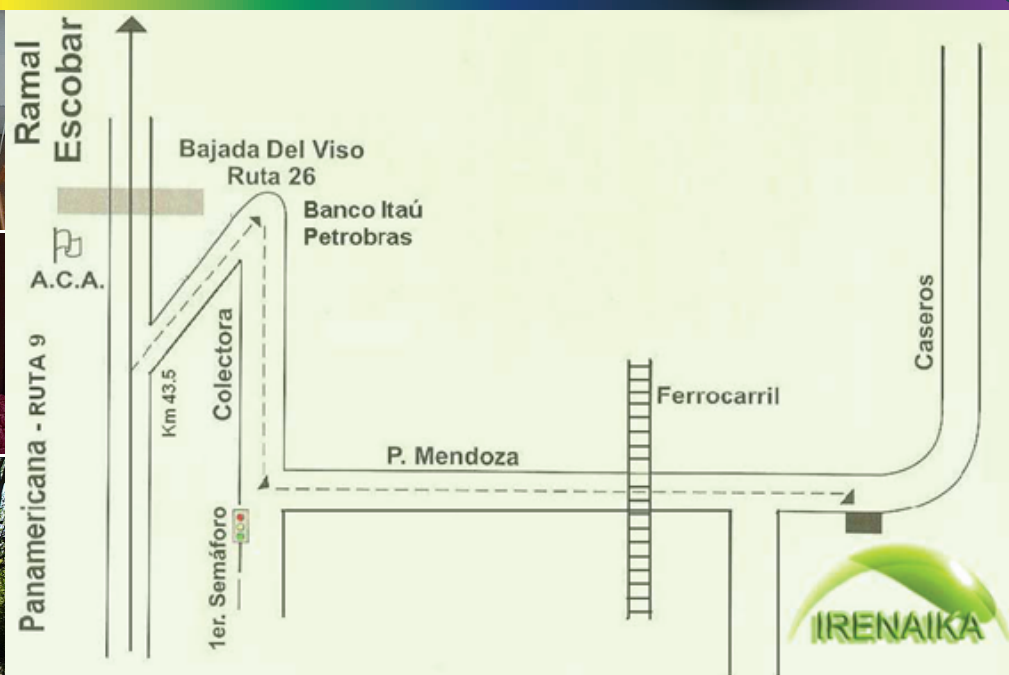 Ramal
Escobar
Bajada Del Viso
Ruta 26
Banco Itaú
Petrobras
A.C.A.
Panamericana - RUTA 9
Km 43.5
Colectora
1er. Semáforo
P. Mendoza
Ferrocarril
Caseros
IRENAIKA